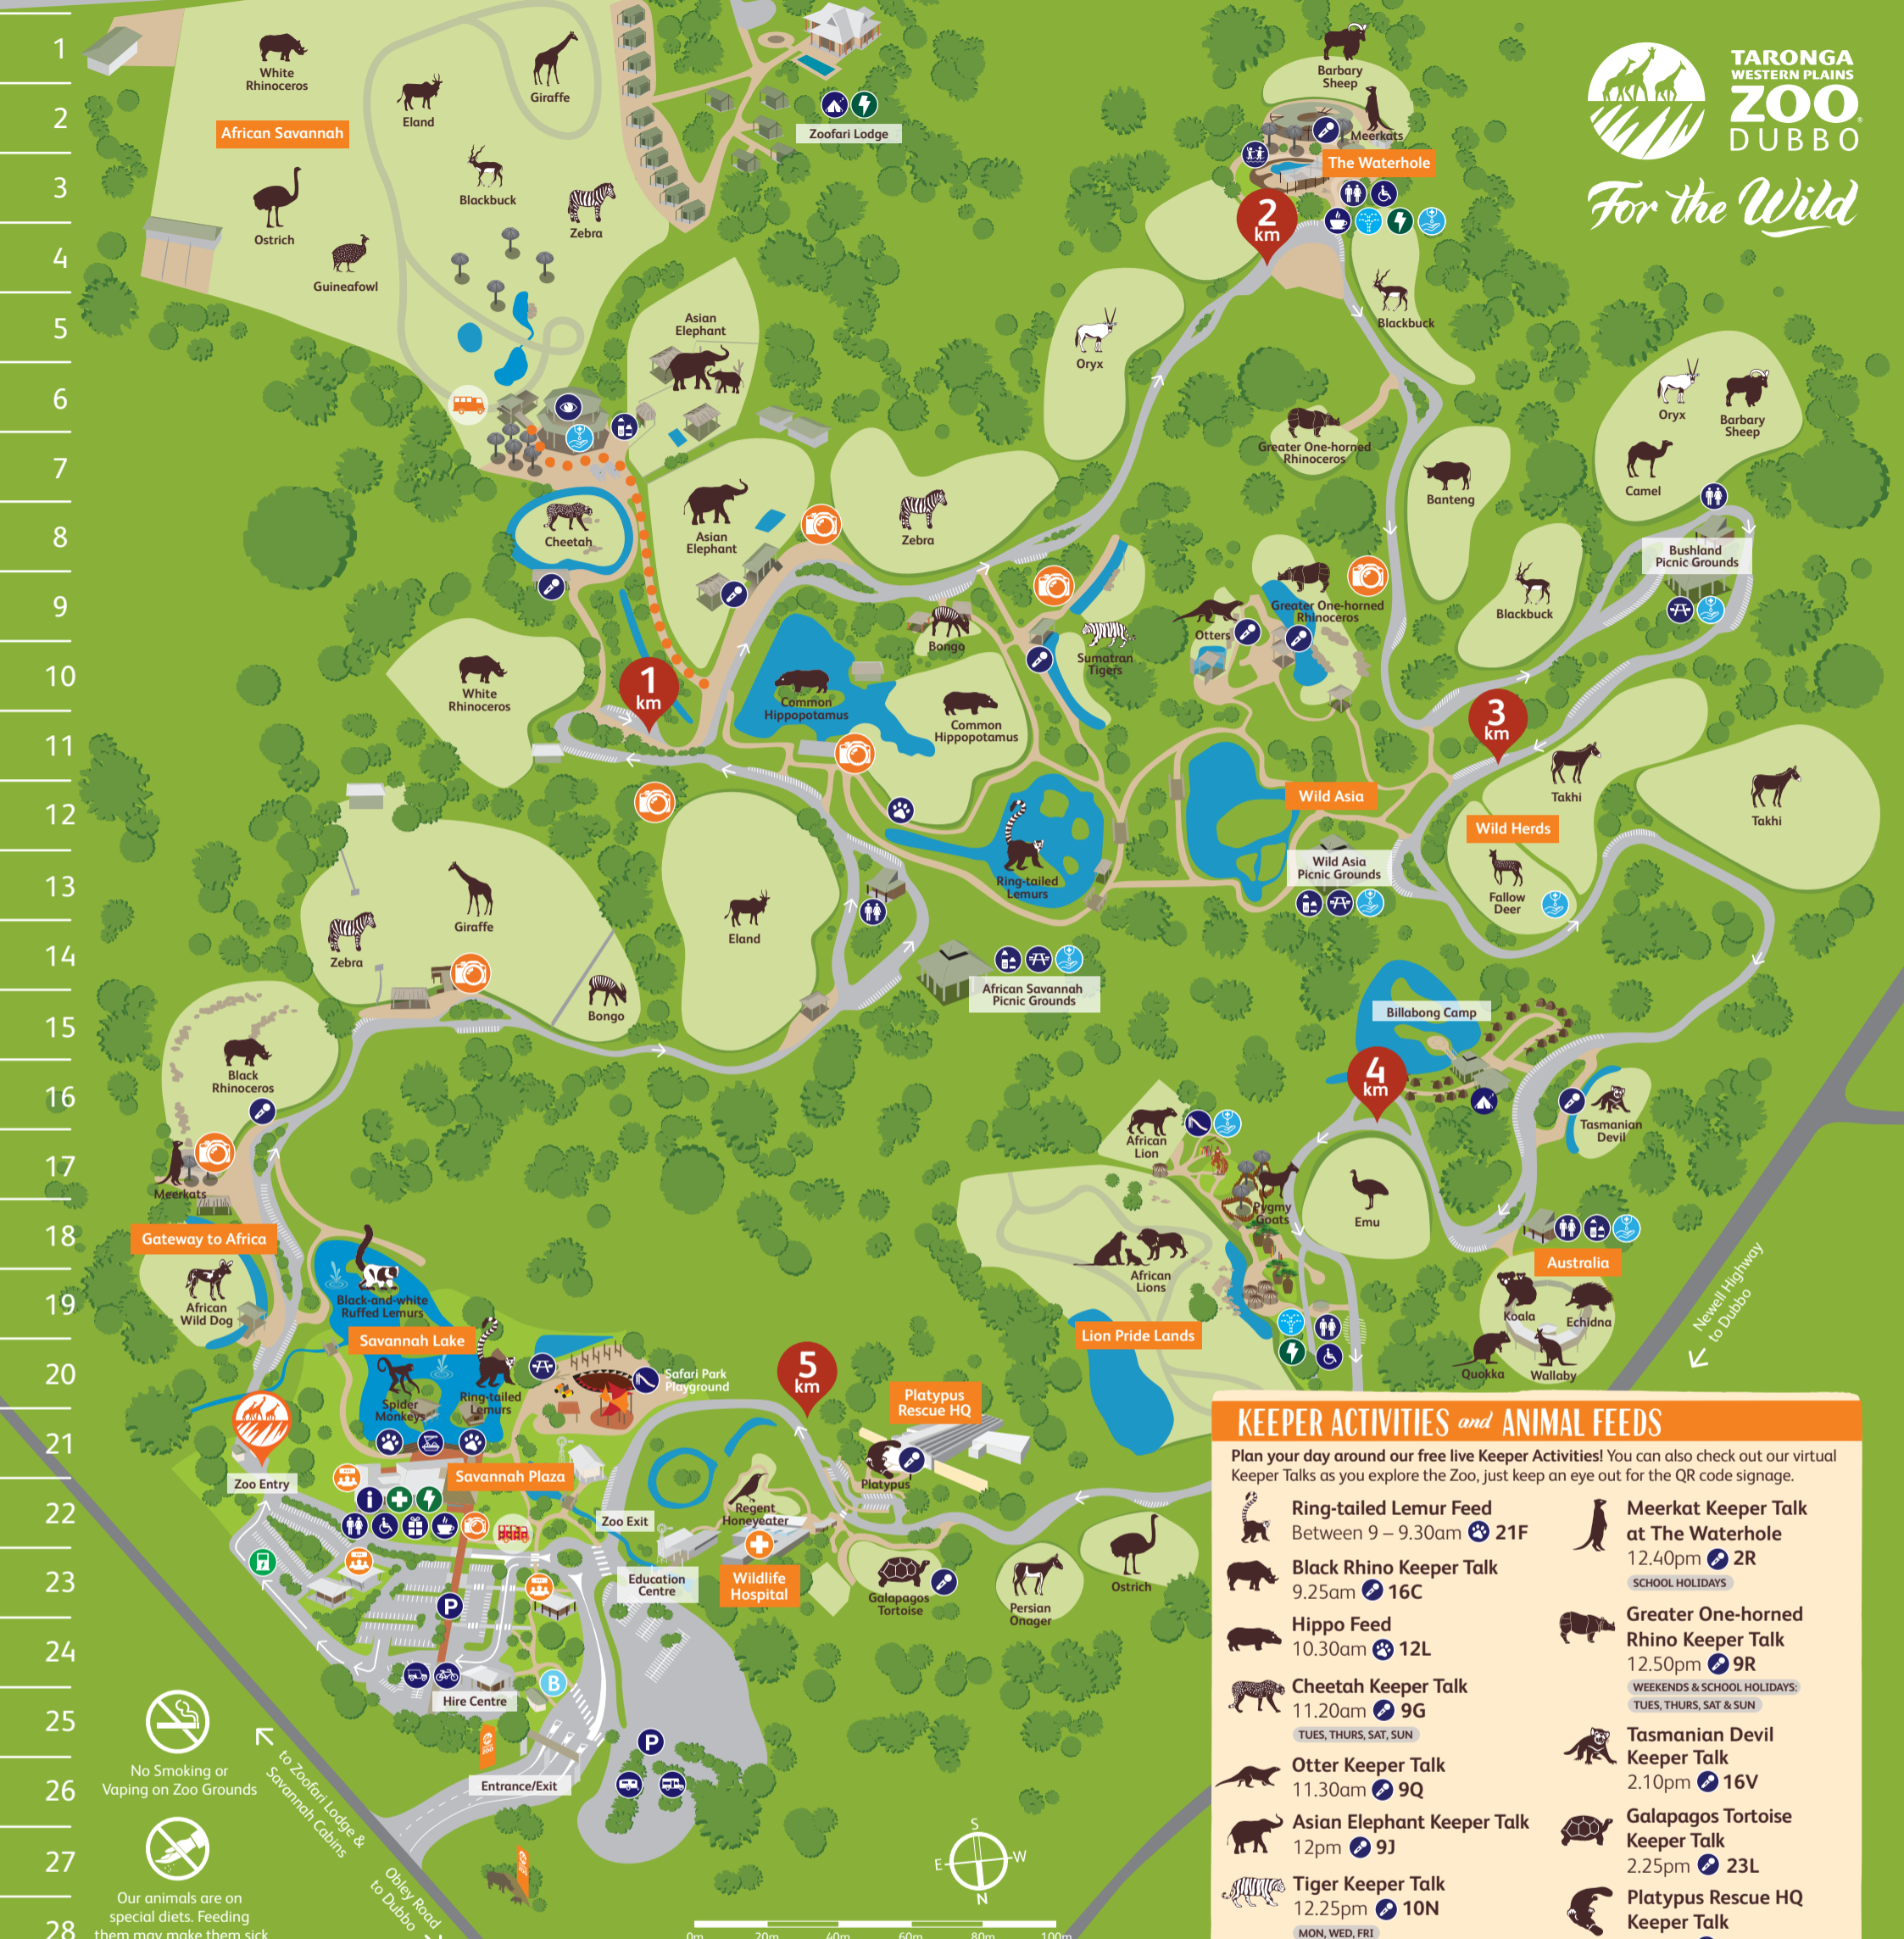 1
2
3
4
5
6
7
8
9
10
11
12
13
14
15
16
17
18
19
20
21
22
23
24
25
26
27
28
TARONGA
WESTERN PLAINS
ZOO
DUBBO
For the Wild
White
Rhinoceros
Eland
Giraffe
African Savannah
Blackbuck
Zebra
Ostrich
Guineafowl
Zoofari Lodge
Barbary
Sheep
Meerkats
The Waterhole
2
km
Blackbuck
Asian
Elephant
Oryx
Greater One-horned
Rhinoceros
Oryx
Barbary
Sheep
Camel
Banteng
Cheetah
Asian
Elephant
Zebra
Bushland
Picnic Grounds
Blackbuck
Bongo
Otters
Greater One-horned
Rhinoceros
Sumatran
Tigers
White
Rhinoceros
1
km
Common
Hippopotamus
Common
Hippopotamus
3
km
Takhi
Takhi
Wild Asia
Wild Herds
Fallow
Deer
Wild Asia
Picnic Grounds
Ring-tailed
Lemurs
Giraffe
Zebra
Bongo
Eland
African Savannah
Picnic Grounds
Billabong Camp
4
km
Black
Rhinoceros
Meerkats
African
Lion
Pygmy
Goats
Emu
Tasmanian
Devil
Gateway to Africa
African
Wild Dog
Black-and-white
Ruffed Lemurs
African
Lions
Australia
Koala
Echidna
Quokka
Wallaby
Newell Highway
to Dubbo
Savannah Lake
Spider
Monkeys
Ring-tailed
Lemurs
Safari Park
Playground
5
km
Platypus
Rescue HQ
Platypus
Lion Pride Lands
Zoo Entry
Savannah Plaza
Regent
Honeyeater
Zoo Exit
Education
Centre
Wildlife
Hospital
Galapagos
Tortoise
Persian
Onager
Ostrich
P
Hire Centre
B
P
Entrance/Exit
No Smoking or
Vaping on Zoo Grounds
Our animals are on
special diets. Feeding
them may make them sick
to Zoofari Lodge &
Savannah Cabins
Obley Road
to Dubbo
S
E
W
N
0m 20m 40m 60m 80m 100m
KEEPER ACTIVITIES and ANIMAL FEEDS
Plan your day around our free live Keeper Activities! You can also check out our virtual
Keeper Talks as you explore the Zoo, just keep an eye out for the QR code signage.
Ring-tailed Lemur Feed
Between 9 – 9.30am 21F
Black Rhino Keeper Talk
9.25am 16C
Hippo Feed
10.30am 12L
Cheetah Keeper Talk
11.20am 9G
TUES, THURS, SAT, SUN
Otter Keeper Talk
11.30am 9Q
Asian Elephant Keeper Talk
12pm 9J
Tiger Keeper Talk
12.25pm 10N
MON, WED, FRI
Meerkat Keeper Talk
at The Waterhole
12.40pm 2R
SCHOOL HOLIDAYS
Greater One-horned
Rhino Keeper Talk
12.50pm 9R
WEEKENDS & SCHOOL HOLIDAYS:
TUES, THURS, SAT & SUN
Tasmanian Devil
Keeper Talk
2.10pm 16V
Galapagos Tortoise
Keeper Talk
2.25pm 23L
Platypus Rescue HQ
Keeper Talk